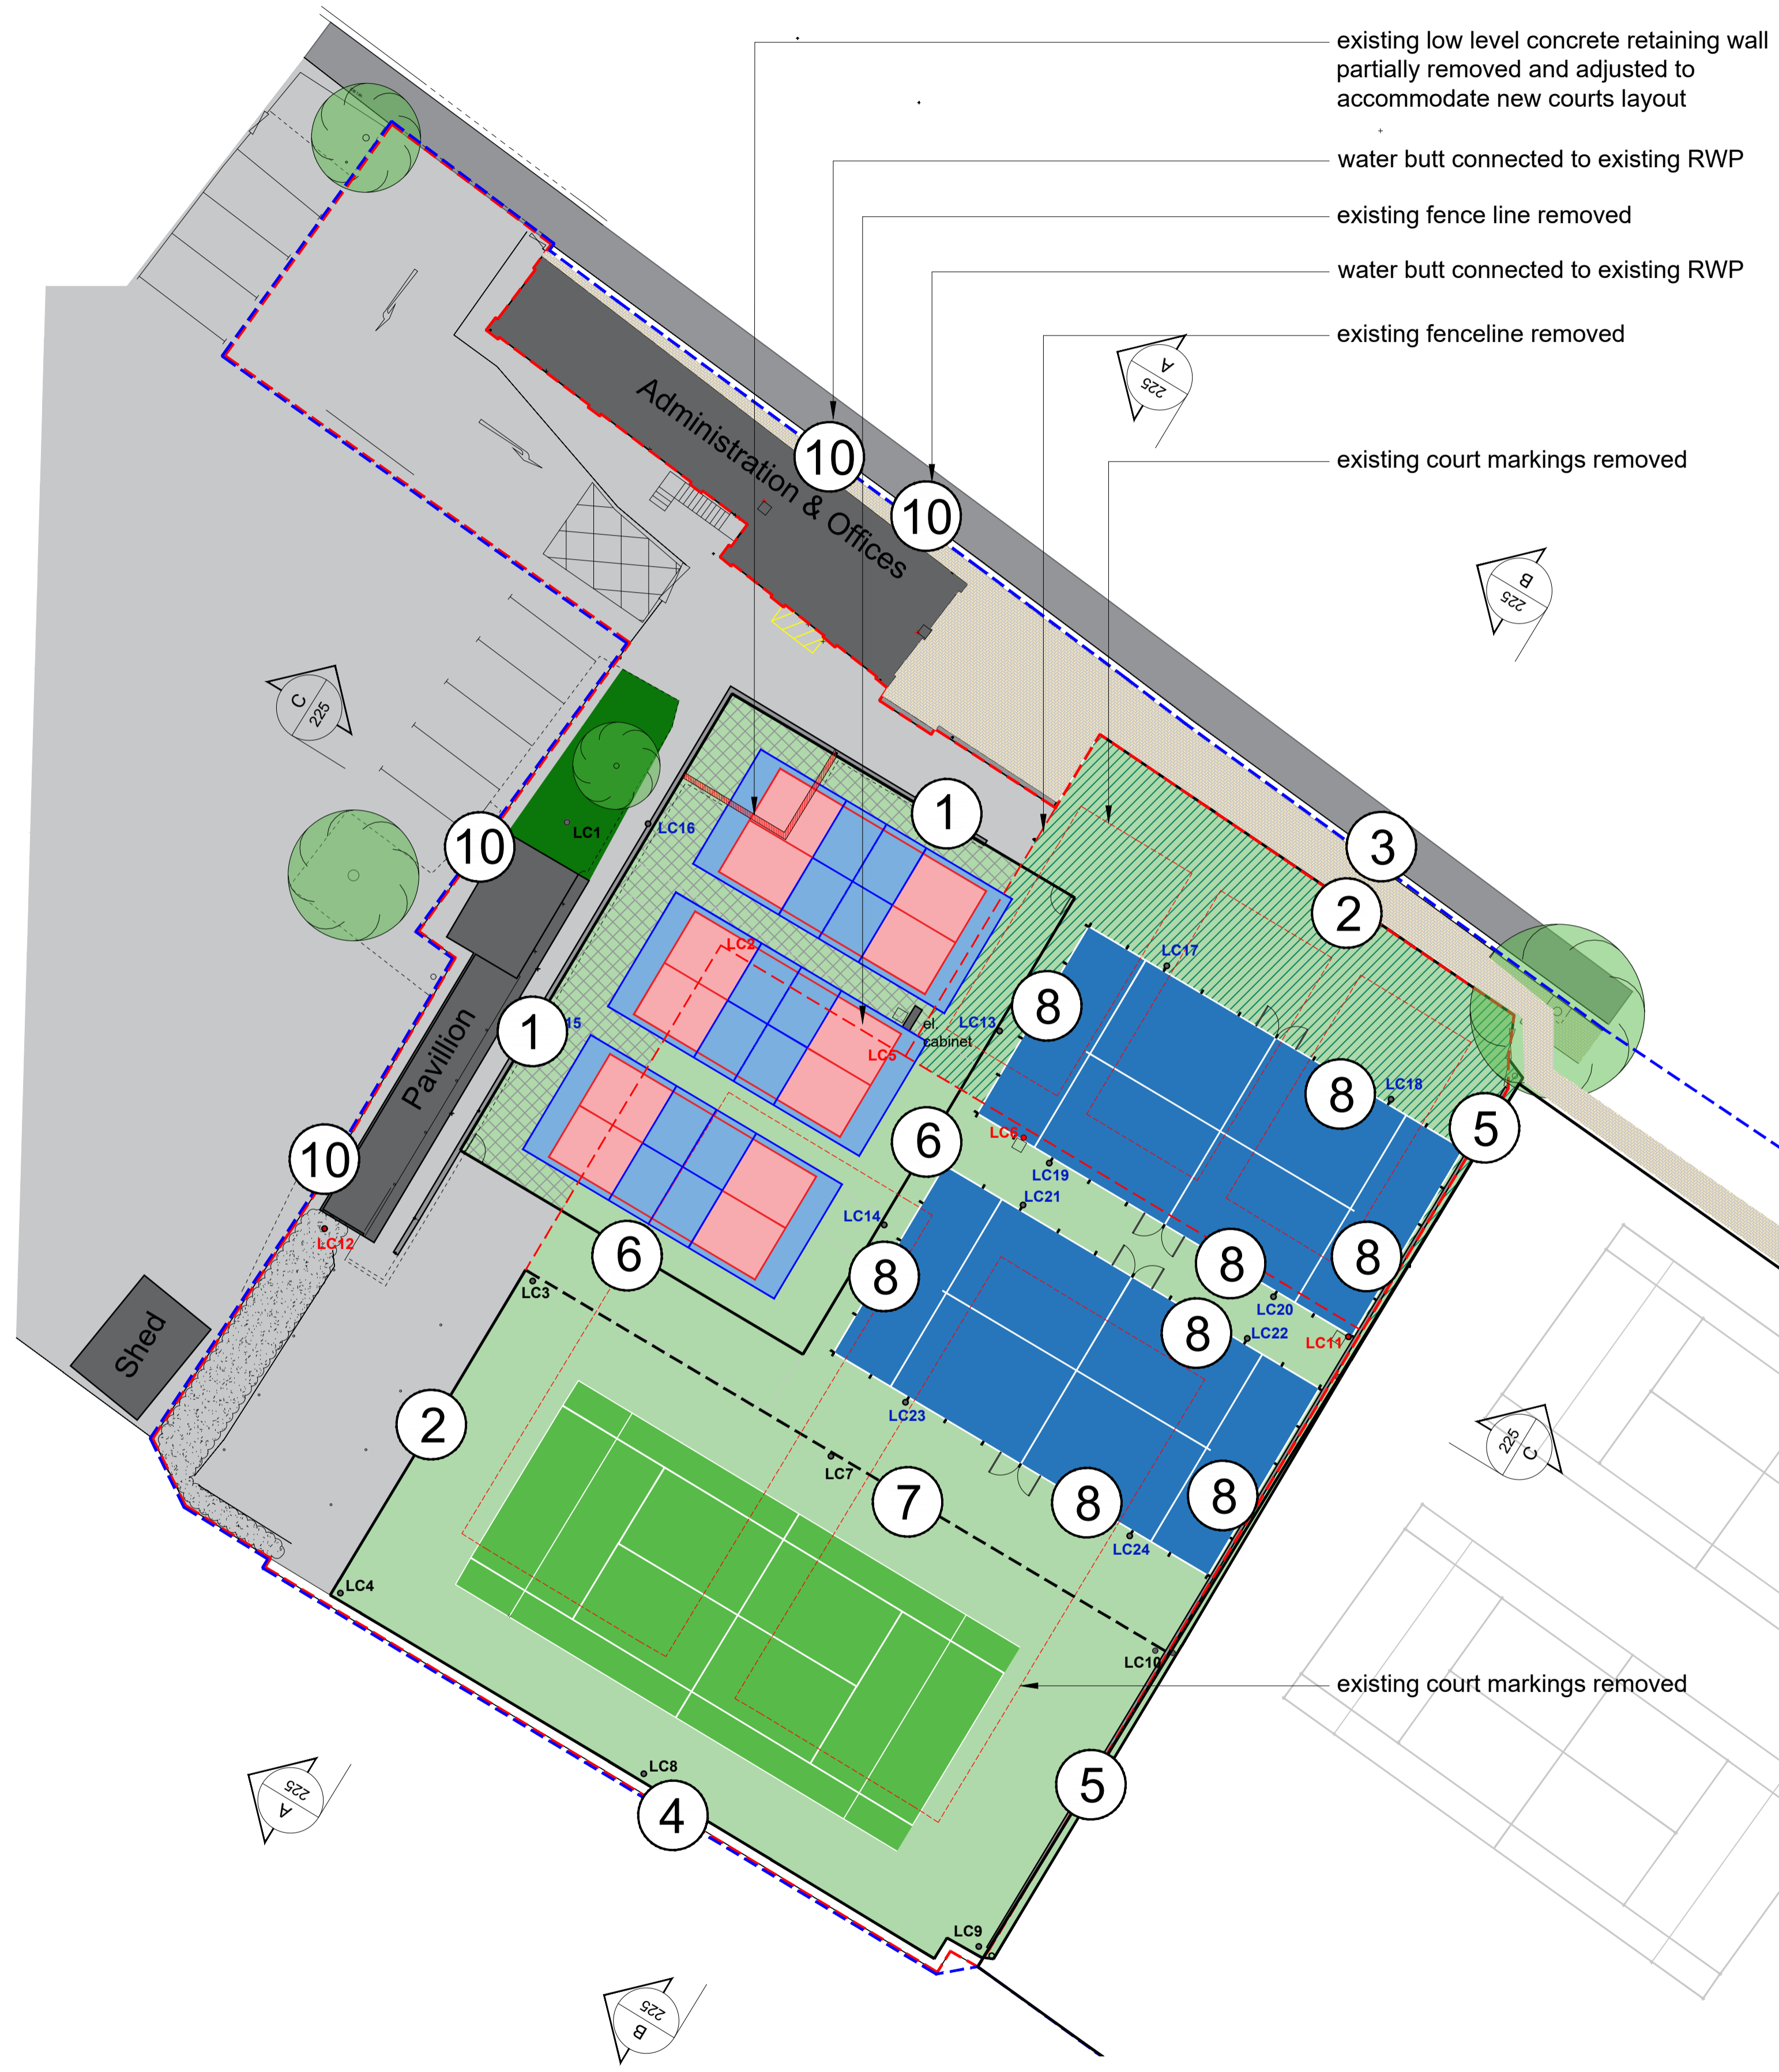 existing low level concrete retaining wall
partially removed and adjusted to
accommodate new courts layout
water butt connected to existing RWP
existing fence line removed
water butt connected to existing RWP
existing fenceline removed
A
225
existing court markings removed
Administration & Offices
10
10
B
225
C
225
1
3
LC1
LC16
10
2
LC2
LC17
8
LC13
el.
cabinet
LC5
1
15
Pavillion
8
LC18
5
LC6
6
LC19
10
LC21
LC14
LC12
6
8
8
8
LC3
LC20
LC22
8
LC11
Shed
2
LC23
LC7
225
C
7
8
8
LC24
LC4
LC10
existing court markings removed
LC8
5
225
A
4
LC9
225
B